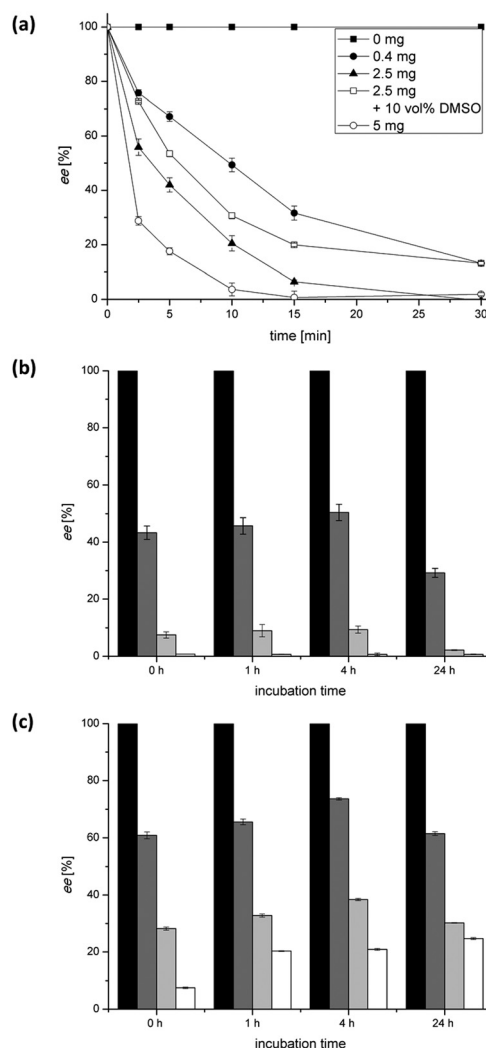 (a)
100
80
60
40
20
0
ee [%]
0 mg
0.4 mg
2.5 mg
2.5 mg
+ 10 vol% DMSO
5 mg
0 5 10 15 20 25 30
time [min]
(b)
100
80
60
40
20
0
ee [%]
0 h 1 h 4 h 24 h
incubation time
(c)
100
80
60
40
20
0
ee [%]
0 h 1 h 4 h 24 h
incubation time